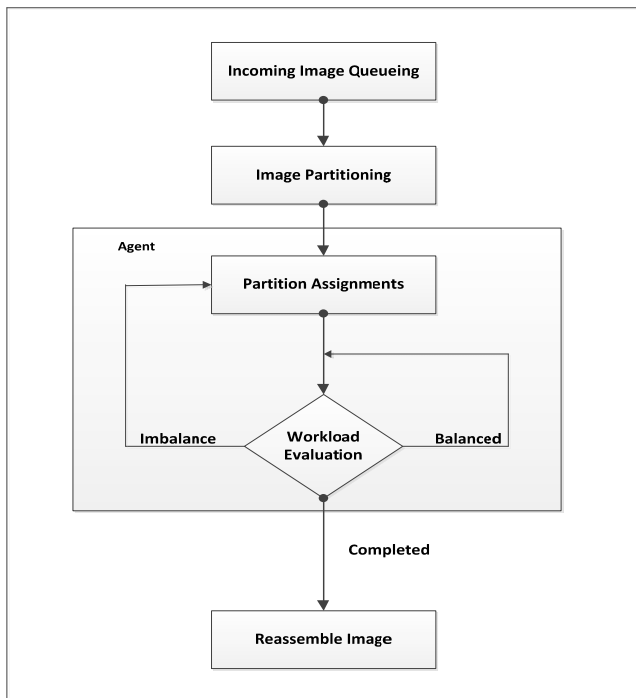 Incoming Image Queueing
Image Partitioning
Agent
Partition Assignments
Imbalance
Workload
Evaluation
Balanced
Completed
Reassemble Image